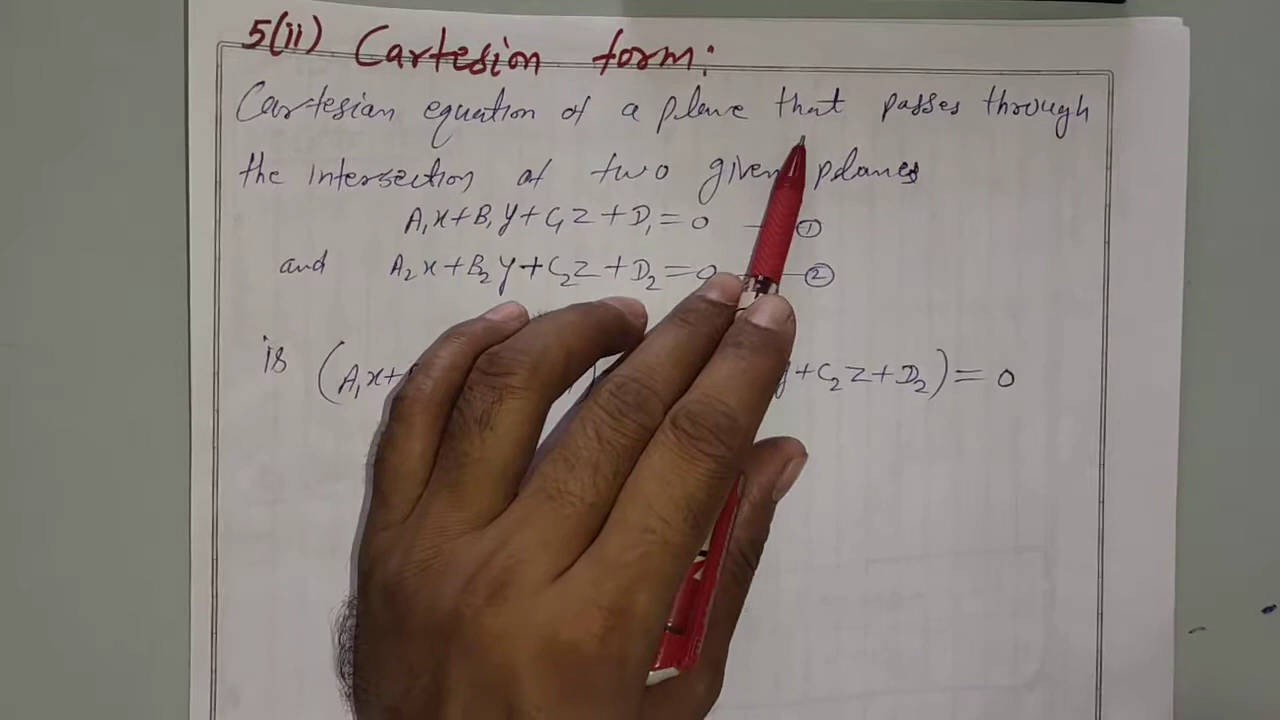 5(ii) Cartesion form:
Cartesian equation of a plane that passes through
the intersection of two given planes
A₁x+B₁y+C₁z+D₁=0 ①
and A₂x+B₂y+C₂z+D₂=0 ②
is (A₁x+ y+C₂z+D₂)=0